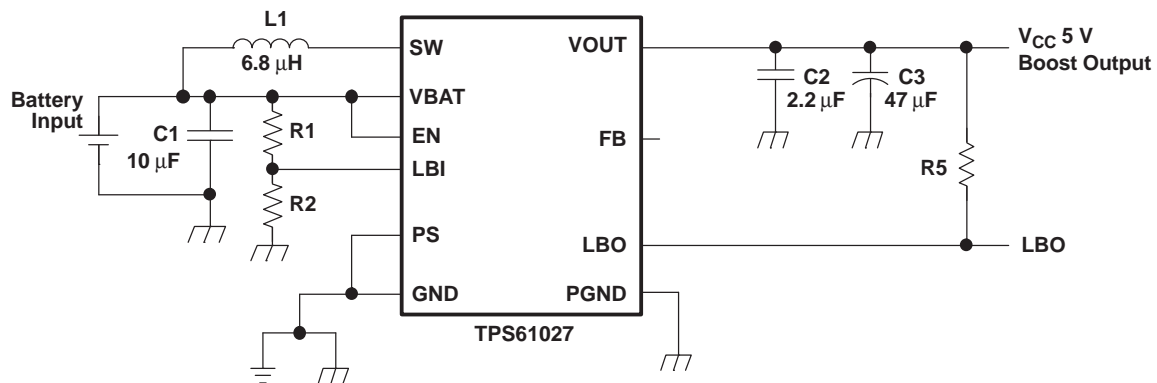 L1
6.8 μH
SW
VOUT
VCC 5 V
Boost Output
C2
2.2 μF
C3
47 μF
Battery
Input
VBAT
C1
10 μF
R1
EN
FB
LBI
R5
R2
PS
LBO
LBO
GND
PGND
TPS61027